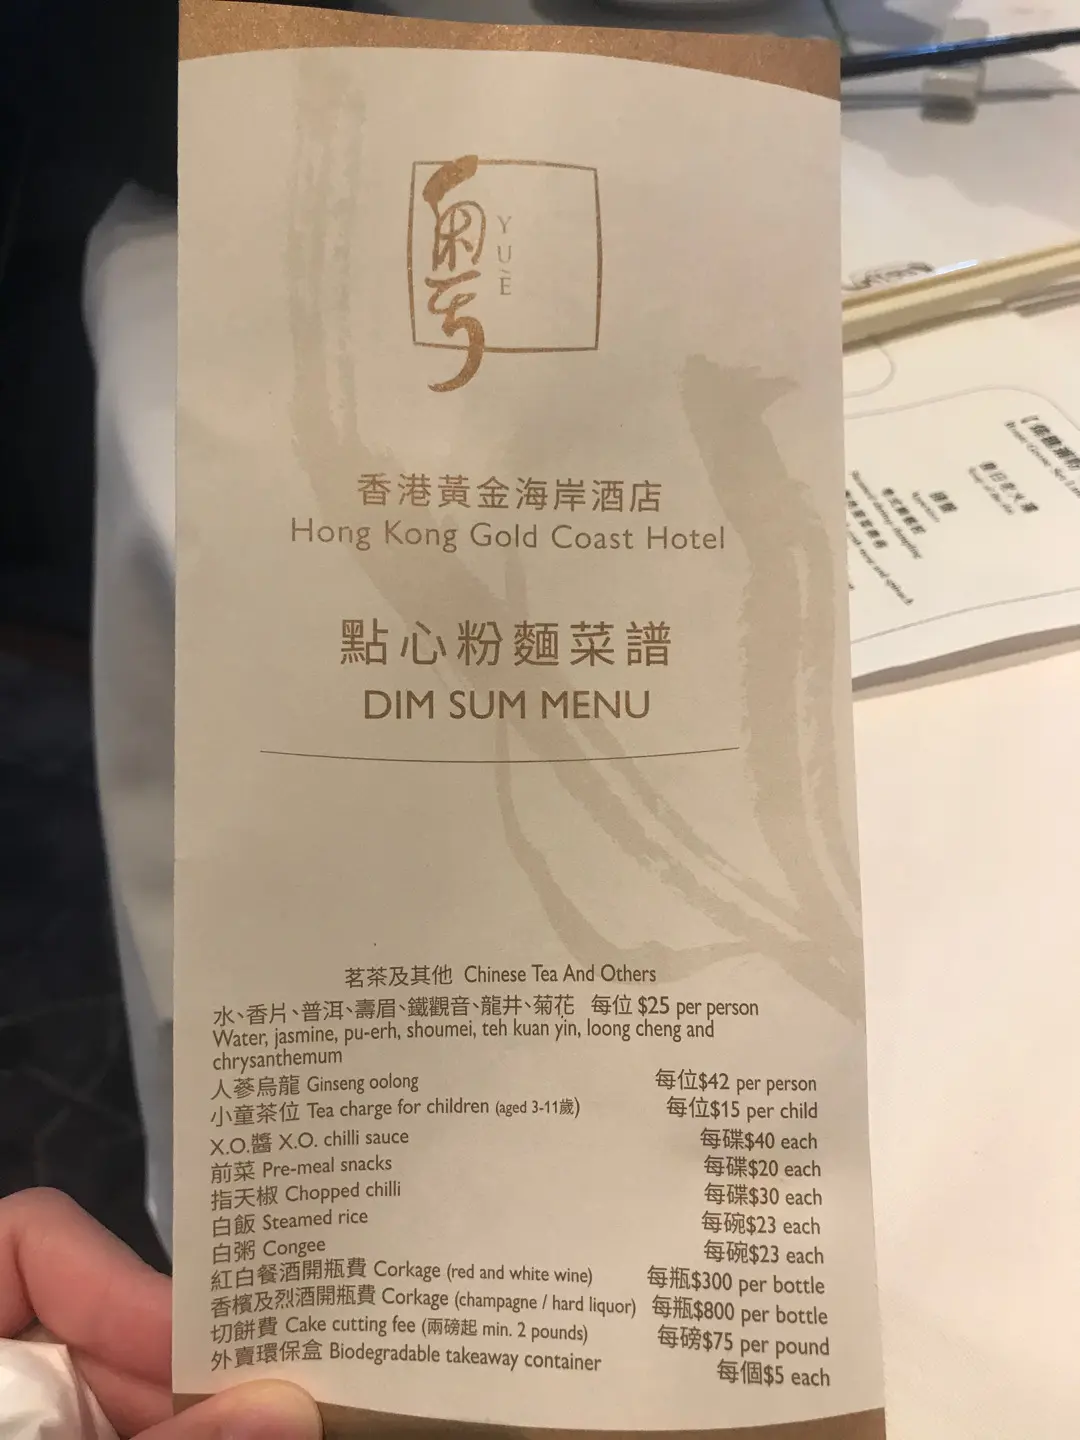 粵
YUÈ
香港黃金海岸酒店
Hong Kong Gold Coast Hotel
點心粉麵菜譜
DIM SUM MENU
茗茶及其他 Chinese Tea And Others
水、香片、普洱、壽眉、鐵觀音、龍井、菊花 每位 $25 per person
Water, jasmine, pu-erh, shoumei, teh kuan yin, loong cheng and
chrysanthemum
人蔘烏龍 Ginseng oolong 每位$42 per person
小童茶位 Tea charge for children (aged 3-11歲) 每位$15 per child
X.O.醬 X.O. chilli sauce 每碟$40 each
前菜 Pre-meal snacks 每碟$20 each
指天椒 Chopped chilli 每碟$30 each
白飯 Steamed rice 每碗$23 each
白粥 Congee 每碗$23 each
紅白餐酒開瓶費 Corkage (red and white wine) 每瓶$300 per bottle
香檳及烈酒開瓶費 Corkage (champagne / hard liquor) 每瓶$800 per bottle
切餅費 Cake cutting fee (兩磅起 min. 2 pounds) 每磅$75 per pound
外賣環保盒 Biodegradable takeaway container 每個$5 each